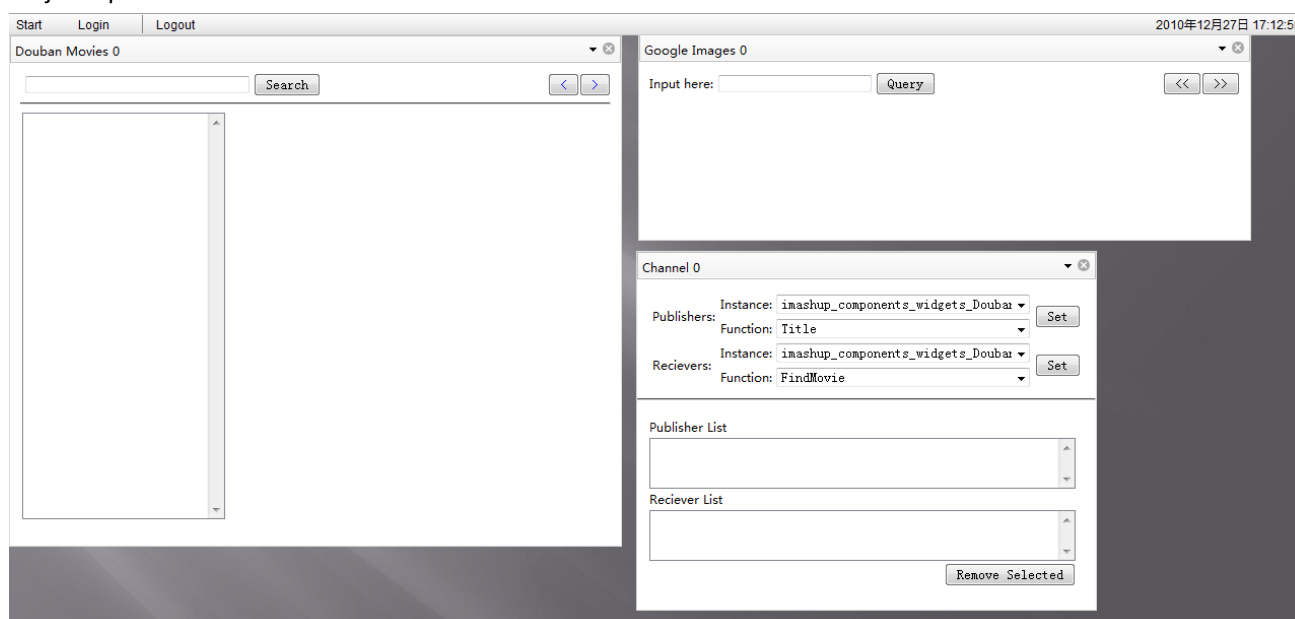 Start Login Logout 2010年12月27日 17:12:5
Douban Movies 0
Search < >
Google Images 0
Input here: Query << >>
Channel 0
Publishers: Instance: imashup_components_widgets_Douba Set
Function: Title
Recievers: Instance: imashup_components_widgets_Douba Set
Function: FindMovie
Publisher List
Reciever List
Remove Selected